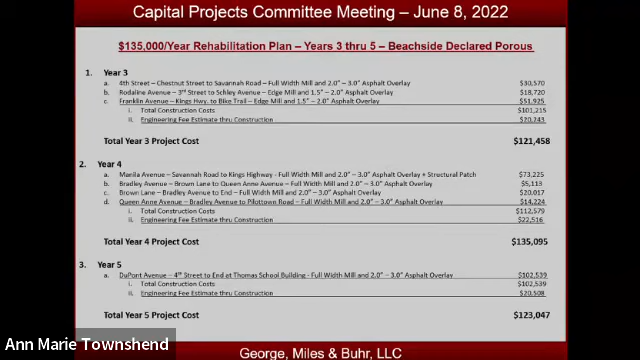 Capital Projects Committee Meeting – June 8, 2022
$135,000/Year Rehabilitation Plan – Years 3 thru 5 – Beachside Declared Porous
1. Year 3
a. 4th Street – Chestnut Street to Savannah Road – Full Width Mill and 2.0" – 3.0" Asphalt Overlay $30,570
b. Rodaline Avenue – 3rd Street to Schley Avenue – Edge Mill and 1.5" – 2.0" Asphalt Overlay $18,720
c. Franklin Avenue – Kings Hwy. to Bike Trail – Edge Mill and 1.5" – 2.0" Asphalt Overlay $51,925
i. Total Construction Costs $101,215
ii. Engineering Fee Estimate thru Construction $20,243
Total Year 3 Project Cost $121,458
2. Year 4
a. Manila Avenue – Savannah Road to Kings Highway - Full Width Mill and 2.0" – 3.0" Asphalt Overlay + Structural Patch $73,225
b. Bradley Avenue – Brown Lane to Queen Anne Avenue – Full Width Mill and 2.0" – 3.0" Asphalt Overlay $5,113
c. Brown Lane – Bradley Avenue to End – Full Width Mill and 2.0" – 3.0" Asphalt Overlay $20,017
d. Queen Anne Avenue – Bradley Avenue to Pilottown Road – Full Width Mill and 2.0" – 3.0" Asphalt Overlay $14,224
i. Total Construction Costs $112,579
ii. Engineering Fee Estimate thru Construction $22,516
Total Year 4 Project Cost $135,095
3. Year 5
a. DuPont Avenue – 4th Street to End at Thomas School Building - Full Width Mill and 2.0" – 3.0" Asphalt Overlay $102,539
i. Total Construction Costs $102,539
ii. Engineering Fee Estimate thru Construction $20,508
Total Year 5 Project Cost $123,047
Ann Marie Townshend
George, Miles & Buhr, LLC